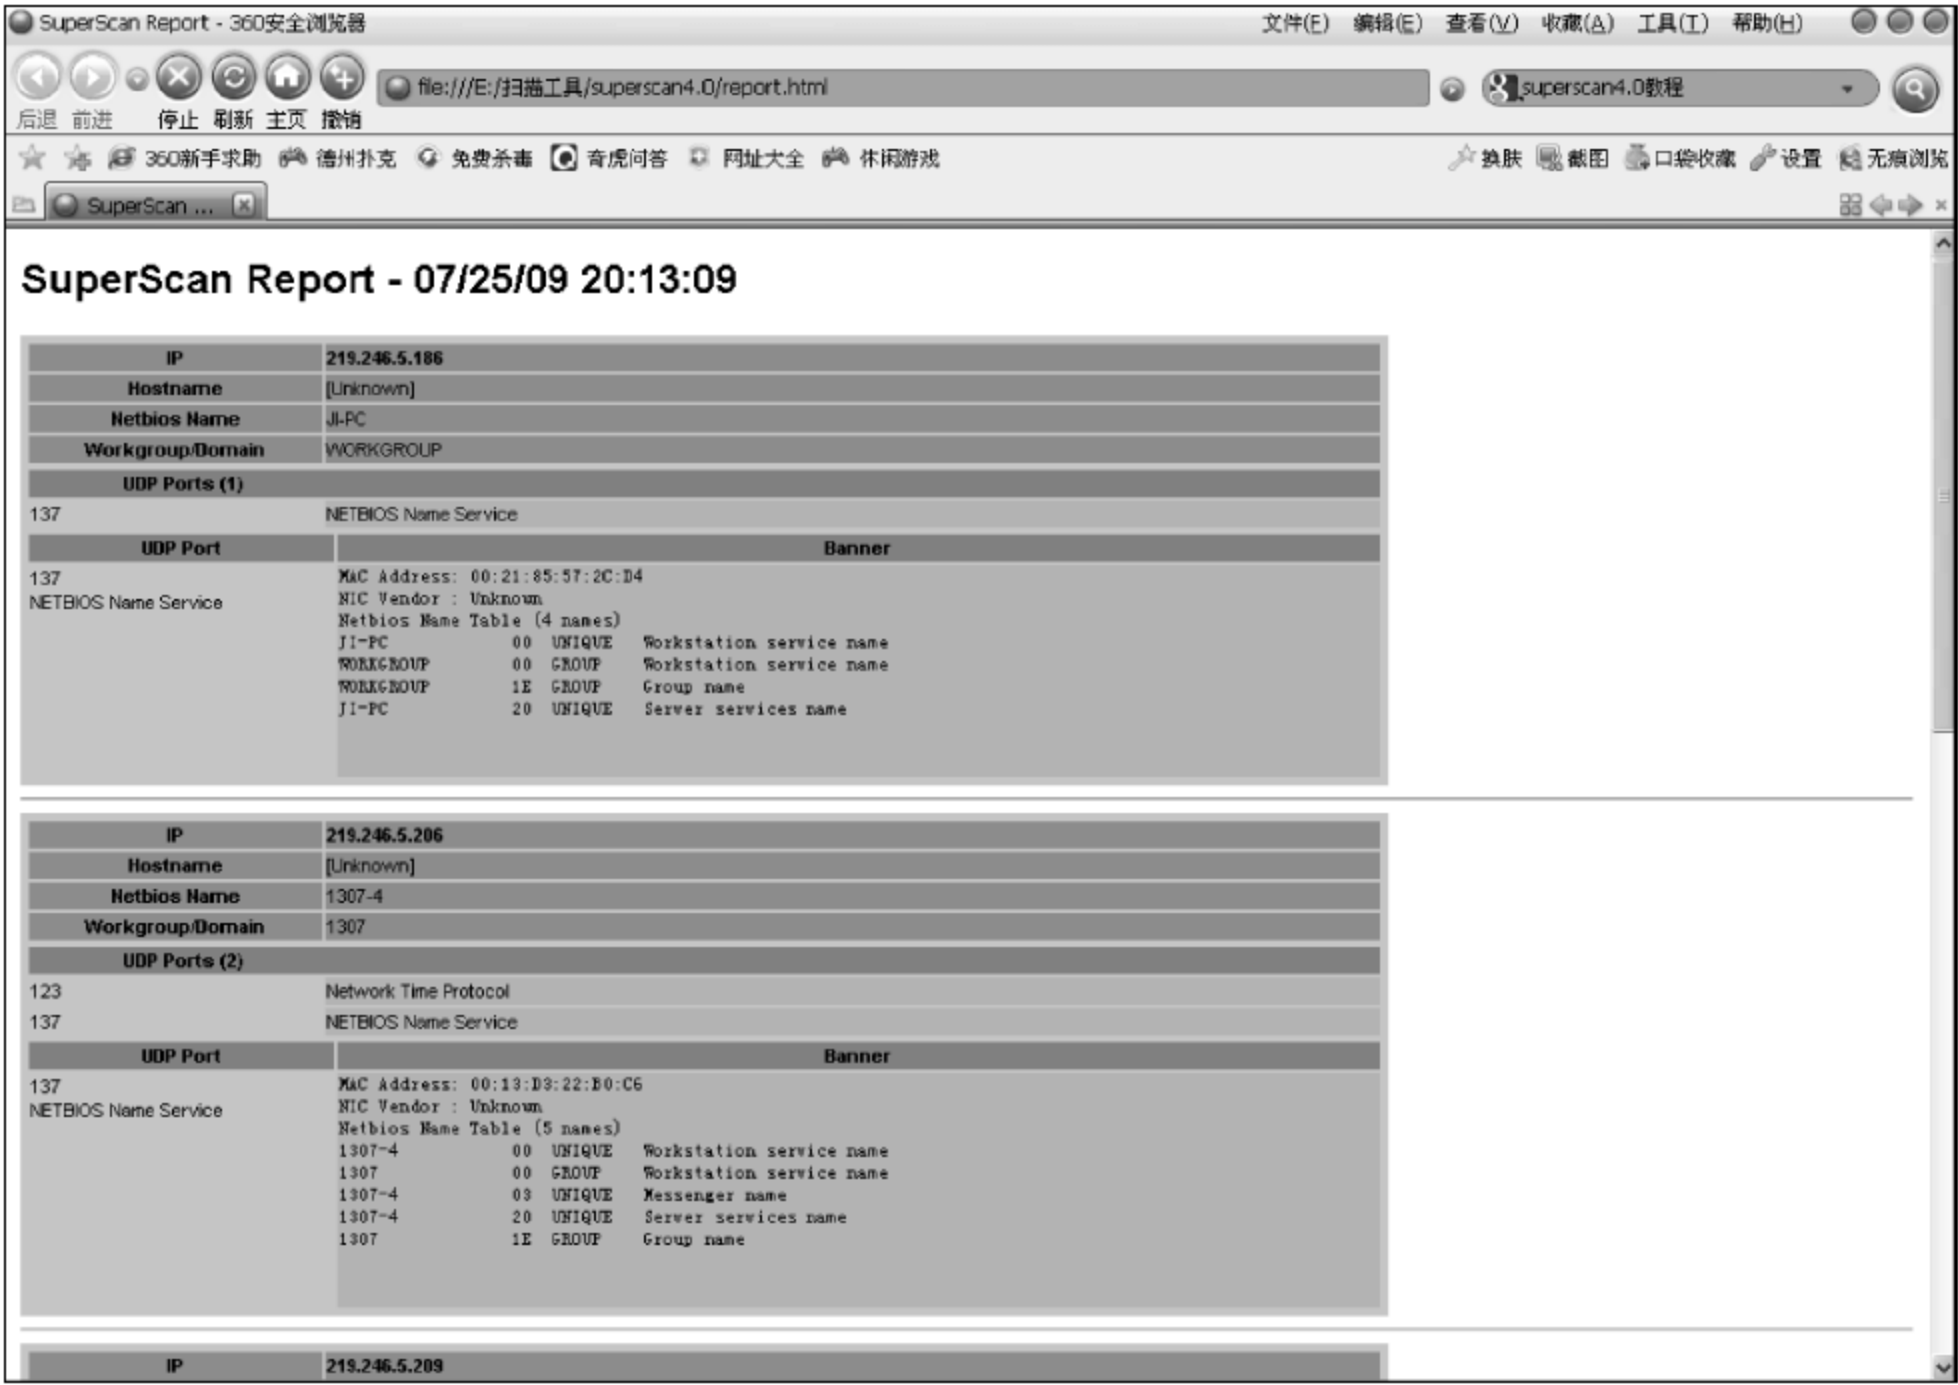 SuperScan Report - 360安全浏览器
文件(F) 编辑(E) 查看(V) 收藏(A) 工具(T) 帮助(H)
后退 前进 停止 刷新 主页 撤销
file:///E:/扫描工具/superscan4.0/report.html
superscan4.0教程
360新手求助 德州扑克 免费杀毒 奇虎问答 网址大全 休闲游戏
换肤 截图 口袋收藏 设置 无痕浏览
SuperScan ...
SuperScan Report - 07/25/09 20:13:09
IP 219.246.5.186
Hostname [Unknown]
Netbios Name JI-PC
Workgroup/Domain WORKGROUP
UDP Ports (1)
137 NETBIOS Name Service
UDP Port Banner
137
NETBIOS Name Service
MAC Address: 00:21:85:57:2C:D4
NIC Vendor : Unknown
Netbios Name Table (4 names)
JI-PC 00 UNIQUE Workstation service name
WORKGROUP 00 GROUP Workstation service name
WORKGROUP 1E GROUP Group name
JI-PC 20 UNIQUE Server services name
IP 219.246.5.206
Hostname [Unknown]
Netbios Name 1307-4
Workgroup/Domain 1307
UDP Ports (2)
123 Network Time Protocol
137 NETBIOS Name Service
UDP Port Banner
137
NETBIOS Name Service
MAC Address: 00:13:D3:22:B0:C6
NIC Vendor : Unknown
Netbios Name Table (5 names)
1307-4 00 UNIQUE Workstation service name
1307 00 GROUP Workstation service name
1307-4 03 UNIQUE Messenger name
1307-4 20 UNIQUE Server services name
1307 1E GROUP Group name
IP 219.246.5.209